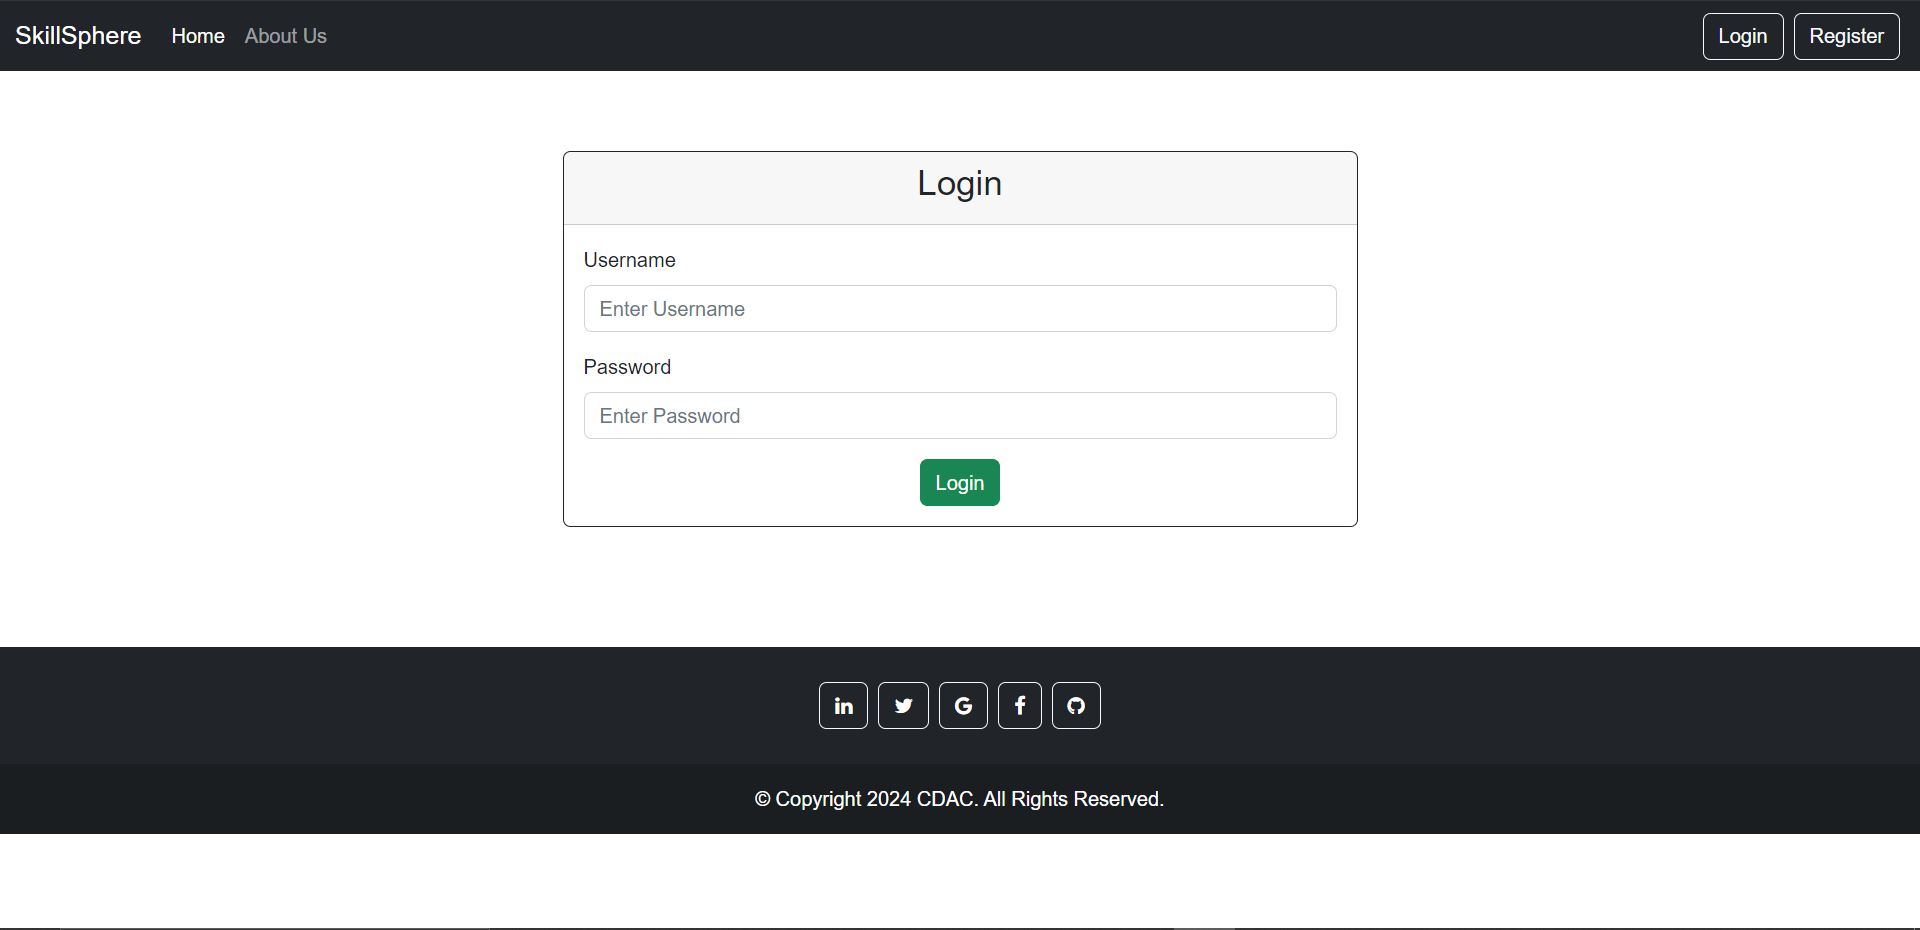 SkillSphere Home About Us Login Register
Login
Username
Enter Username
Password
Enter Password
Login
© Copyright 2024 CDAC. All Rights Reserved.